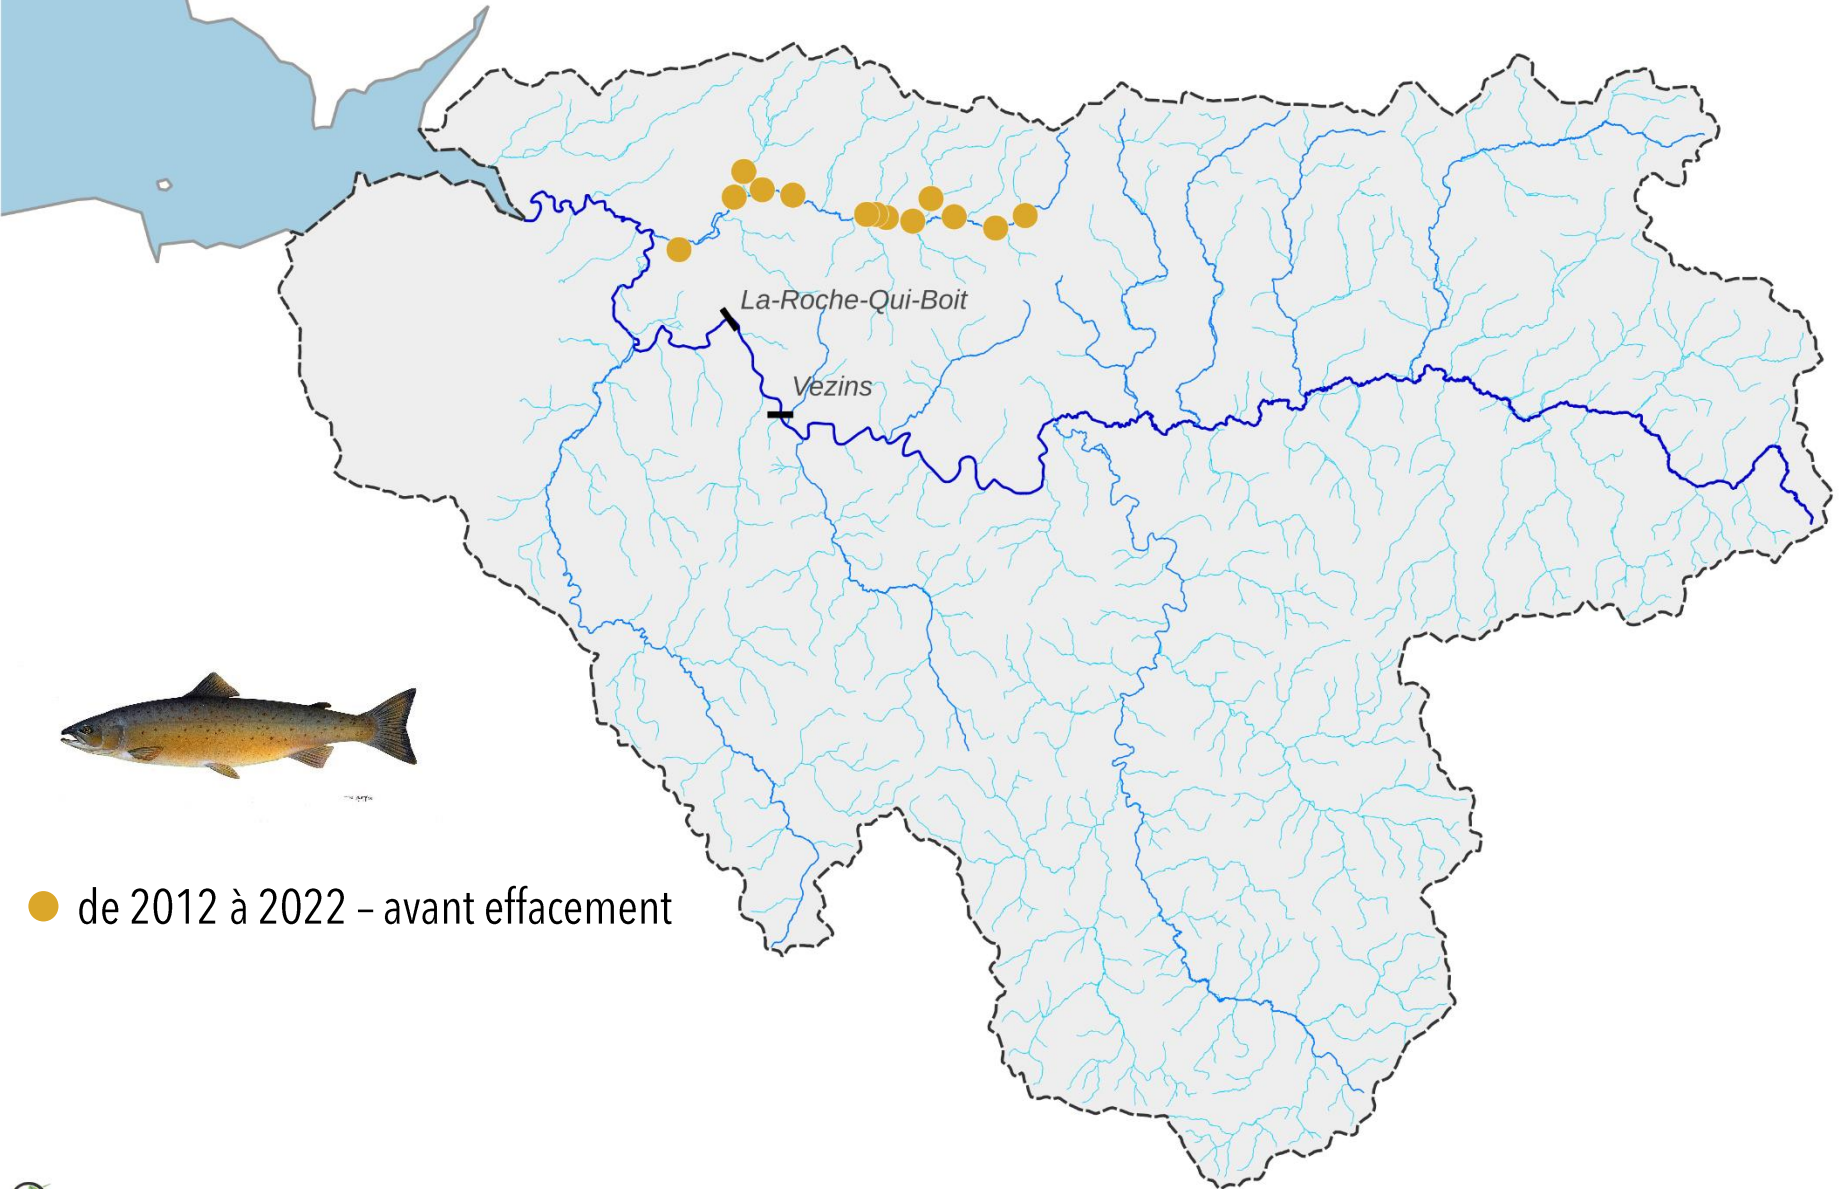 La-Roche-Qui-Boit
Vezins
de 2012 à 2022 – avant effacement